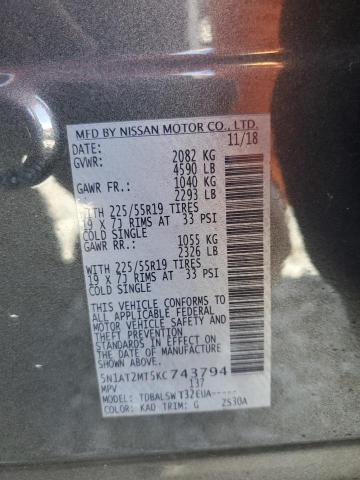 MFD BY NISSAN MOTOR CO., LTD.
DATE: 11/18
GVWR: 2082 KG
4590 LB
GAWR FR.: 1040 KG
2293 LB
WITH 225/55R19 TIRES
19 X 7J RIMS AT 33 PSI
COLD SINGLE
GAWR RR.: 1055 KG
2326 LB
WITH 225/55R19 TIRES
19 X 7J RIMS AT 33 PSI
COLD SINGLE
THIS VEHICLE CONFORMS TO
ALL APPLICABLE FEDERAL
MOTOR VEHICLE SAFETY AND
THEFT PREVENTION
STANDARDS IN EFFECT ON
THE DATE OF MANUFACTURE
SHOWN ABOVE.
5N1AT2MT5KC743794
MPV 137
MODEL: TDBALSW T32EUA-----
COLOR: KAD TRIM: G 2S30A